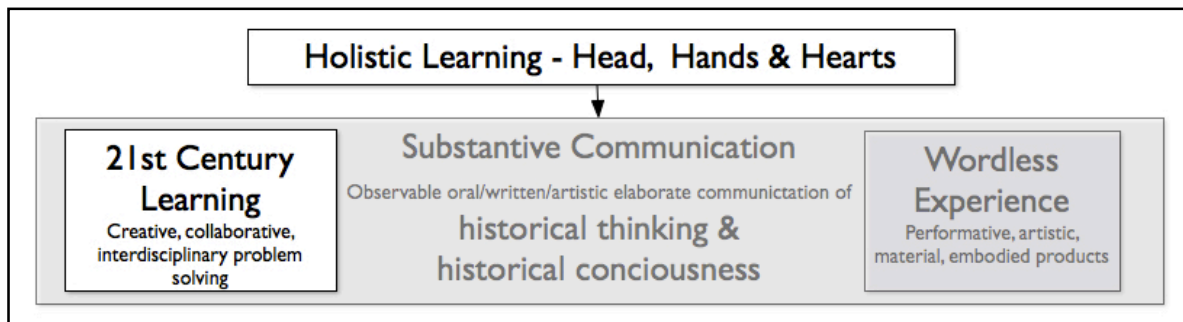 Holistic Learning - Head, Hands & Hearts
21st Century
Learning
Creative, collaborative,
interdisciplinary problem
solving
Substantive Communication
Observable oral/written/artistic elaborate communictation of
historical thinking &
historical conciousness
Wordless
Experience
Performative, artistic,
material, embodied products